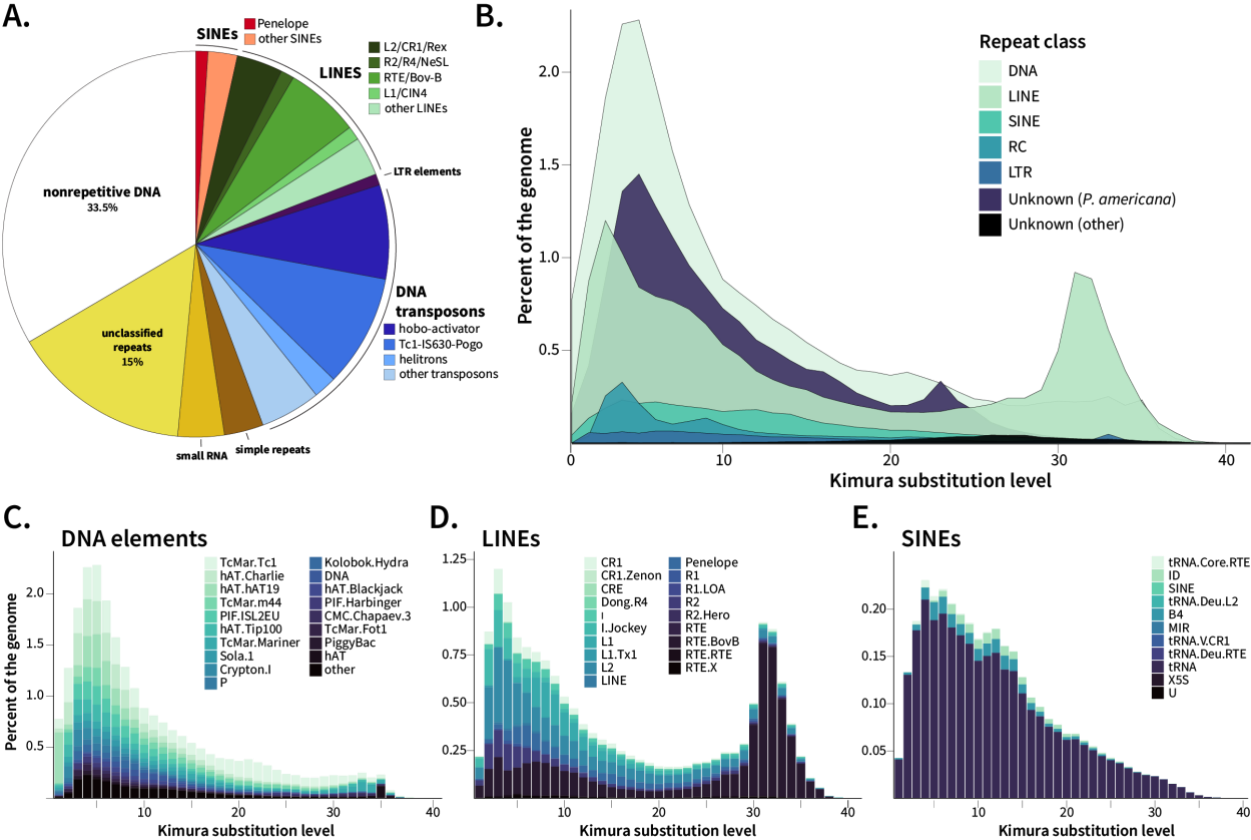 A.
SINEs
Penelope
other SINEs
LINES
L2/CR1/Rex
R2/R4/NeSL
RTE/Bov-B
L1/CIN4
other LINEs
LTR elements
nonrepetitive DNA
33.5%
DNA
transposons
hobo-activator
Tc1-IS630-Pogo
helitrons
other transposons
unclassified
repeats
15%
small RNA
simple repeats
B.
Percent of the genome
2.0
1.5
1.0
0.5
0
10
20
30
40
Kimura substitution level
Repeat class
DNA
LINE
SINE
RC
LTR
Unknown (P. americana)
Unknown (other)
C.
DNA elements
Percent of the genome
2.0
1.5
1.0
0.5
10
20
30
40
Kimura substitution level
TcMar.Tc1
hAT.Charlie
hAT.hAT19
TcMar.m44
PIF.ISL2EU
hAT.Tip100
TcMar.Mariner
Sola.1
Crypton.I
P
Kolobok.Hydra
DNA
hAT.Blackjack
PIF.Harbinger
CMC.Chapaev.3
TcMar.Fot1
PiggyBac
hAT
other
D.
LINEs
1.25
1.00
0.75
0.50
0.25
10
20
30
40
Kimura substitution level
CR1
CR1.Zenon
CRE
Dong.R4
I
I.Jockey
L1
L1.Tx1
L2
LINE
Penelope
R1
R1.LOA
R2
R2.Hero
RTE
RTE.BovB
RTE.RTE
RTE.X
E.
SINEs
0.20
0.15
0.10
0.05
10
20
30
40
Kimura substitution level
tRNA.Core.RTE
ID
SINE
tRNA.Deu.L2
B4
MIR
tRNA.V.CR1
tRNA.Deu.RTE
tRNA
X5S
U